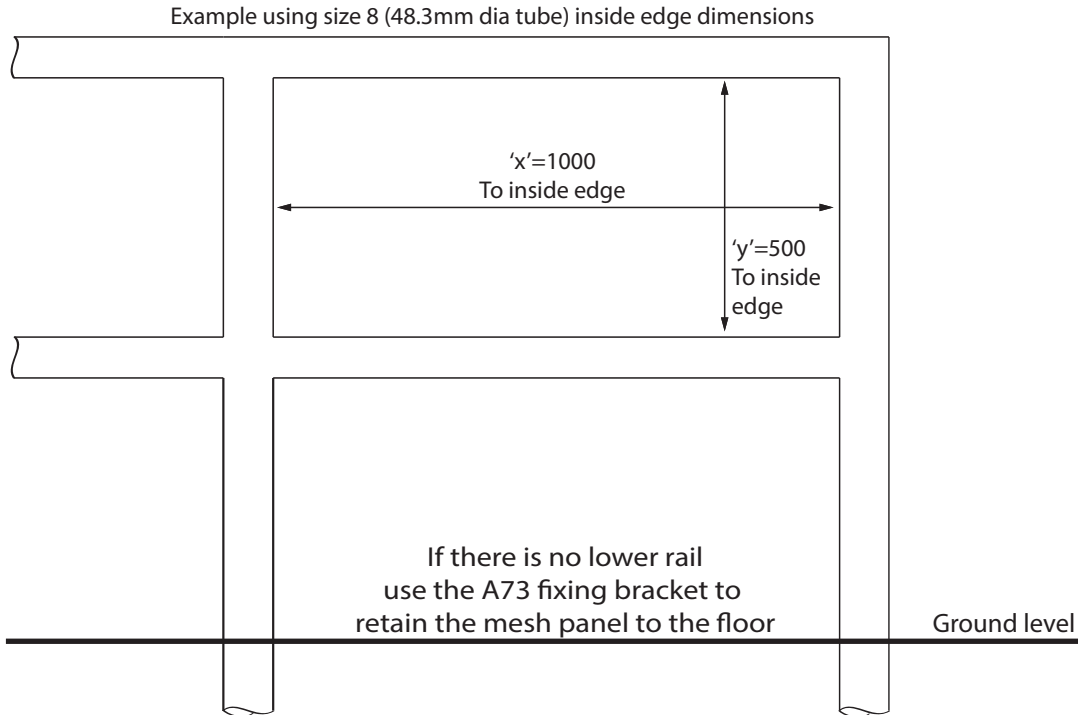 Example using size 8 (48.3mm dia tube) inside edge dimensions
‘x’=1000
To inside edge
‘y’=500
To inside
edge
If there is no lower rail
use the A73 fixing bracket to
retain the mesh panel to the floor
Ground level